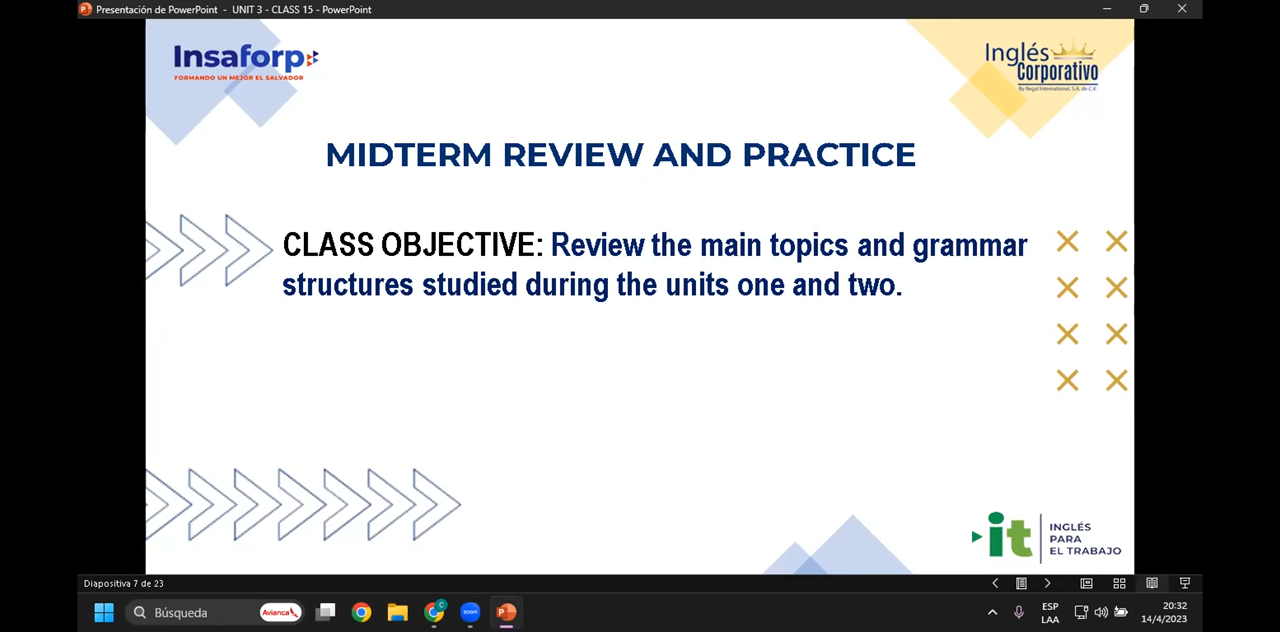 Presentación de PowerPoint - UNIT 3 - CLASS 15 - PowerPoint
Insaforp
FORMANDO UN MEJOR EL SALVADOR
Inglés
Corporativo
By Regal International, S.A. de C.V.
MIDTERM REVIEW AND PRACTICE
CLASS OBJECTIVE: Review the main topics and grammar
structures studied during the units one and two.
it
INGLÉS
PARA
EL TRABAJO
Diapositiva 7 de 23
Búsqueda
Avianca
zoom
ESP
LAA
20:32
14/4/2023